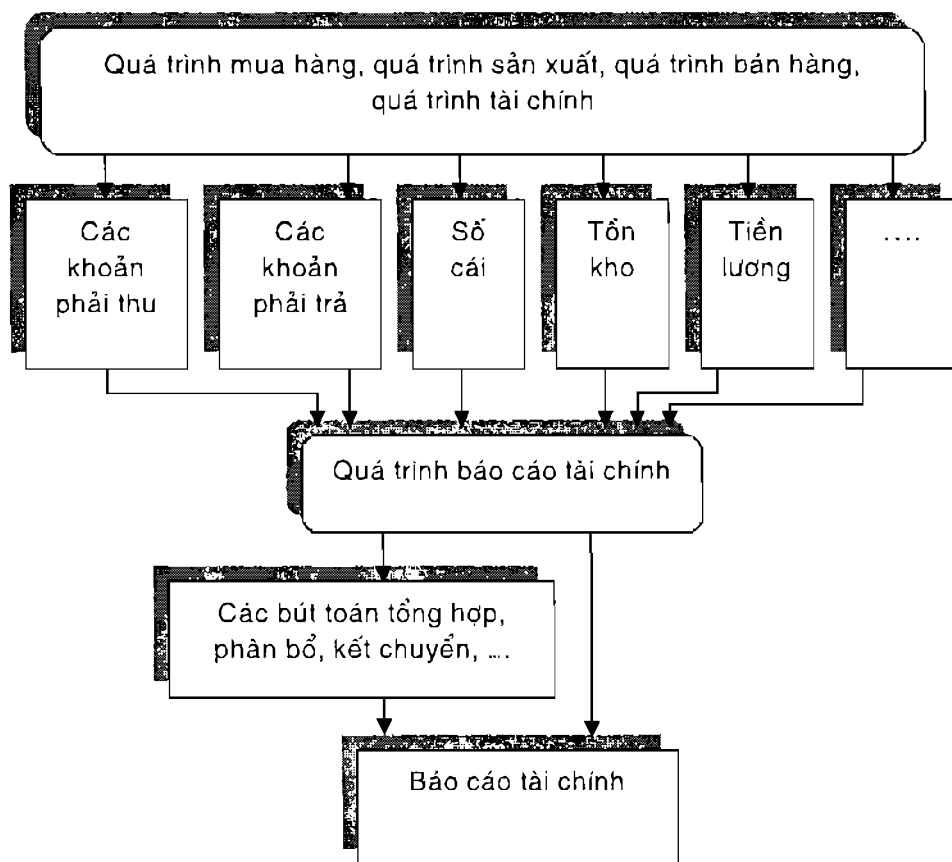 Quá trình mua hàng, quá trình sản xuất, quá trình bán hàng,
quá trình tài chính
Các
khoản
phải thu
Các
khoản
phải trả
Sổ
cái
Tồn
kho
Tiền
lương
....
Quá trình báo cáo tài chính
Các bút toán tổng hợp,
phân bổ, kết chuyển, ....
Báo cáo tài chính